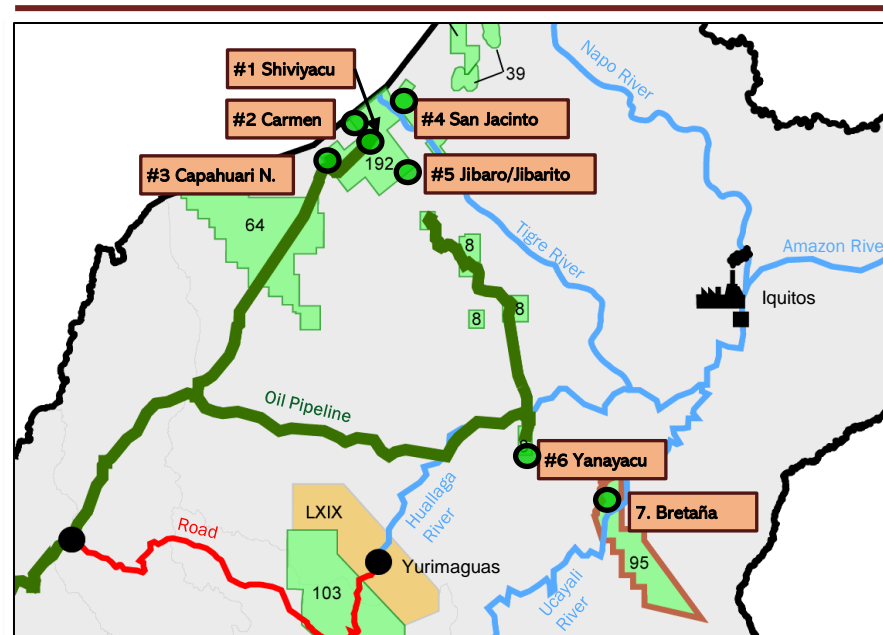 Napo River
39
#1 Shiviyacu
#2 Carmen
#4 San Jacinto
192
#3 Capahuari N.
#5 Jibaro/Jibarito
64
Tigre River
8
Amazon Rive
8
8
Iquitos
Oil Pipeline
#6 Yanayacu
Huallaga
River
LXIX
7. Bretaña
Road
Yurimaguas
95
103
Ucayali
River